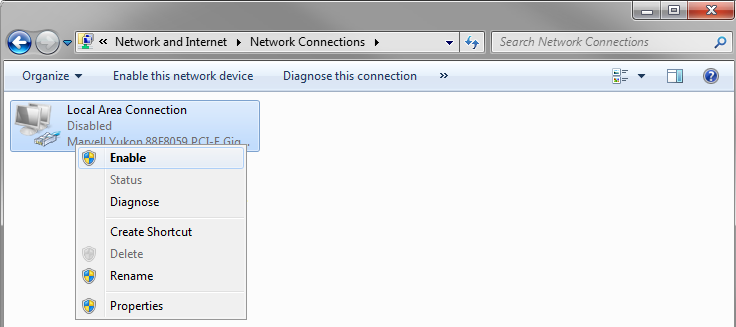 « Network and Internet ▸ Network Connections ▸ Search Network Connections
Organize Enable this network device Diagnose this connection »
Local Area Connection
Disabled
Marvell Yukon 88E8059 PCI-E Gig...
Enable
Status
Diagnose
Create Shortcut
Delete
Rename
Properties